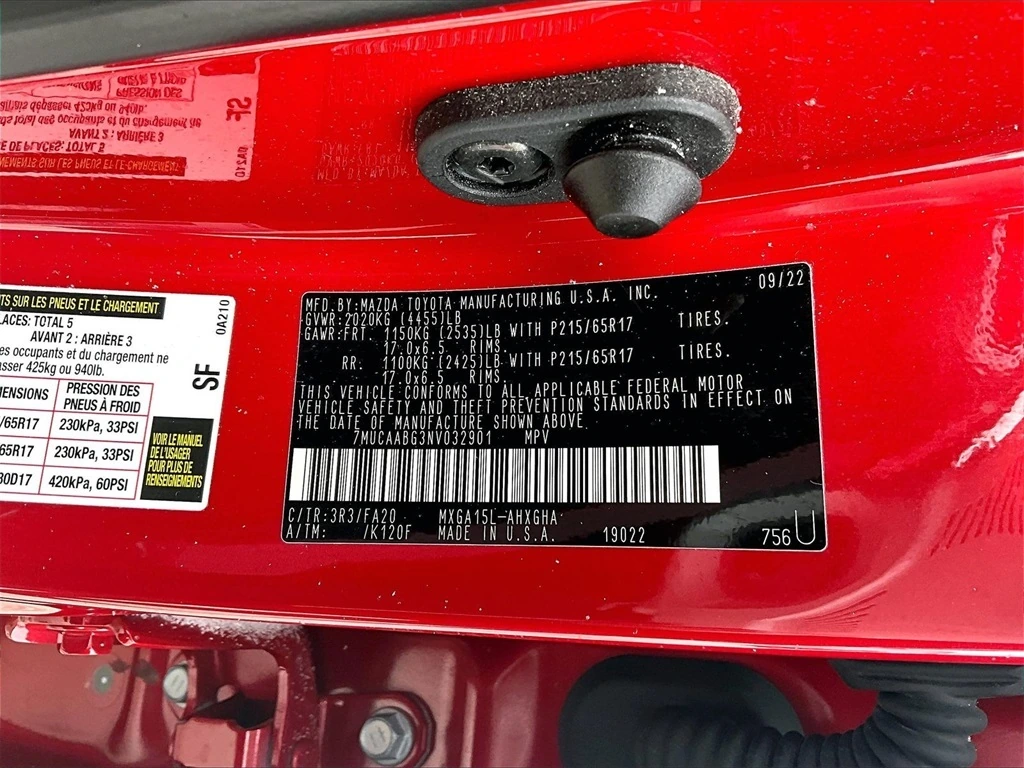 TS SUR LES PNEUS ET LE CHARGEMENT
LACES: TOTAL 5
AVANT 2 : ARRIÈRE 3
es occupants et du chargement ne
asser 425kg ou 940lb.
MENSIONS
PRESSION DES
PNEUS À FROID
/65R17
230kPa, 33PSI
65R17
230kPa, 33PSI
80D17
420kPa, 60PSI
VOIR LE MANUEL
DE L'USAGER
POUR PLUS DE
RENSEIGNEMENTS
0A210
SF
MFD.BY:MAZDA TOYOTA MANUFACTURING U.S.A. INC. 09/22
GVWR:2020KG (4455)LB
GAWR:FRT. 1150KG (2535)LB WITH P215/65R17 TIRES.
17.0x6.5 RIMS.
RR. 1100KG (2425)LB WITH P215/65R17 TIRES.
17.0x6.5 RIMS.
THIS VEHICLE CONFORMS TO ALL APPLICABLE FEDERAL MOTOR
VEHICLE SAFETY AND THEFT PREVENTION STANDARDS IN EFFECT ON
THE DATE OF MANUFACTURE SHOWN ABOVE.
7MUCAABG3NV032901 MPV
C/TR:3R3/FA20 MXGA15L-AHXGHA
A/TM: /K120F MADE IN U.S.A. 19022 756 U